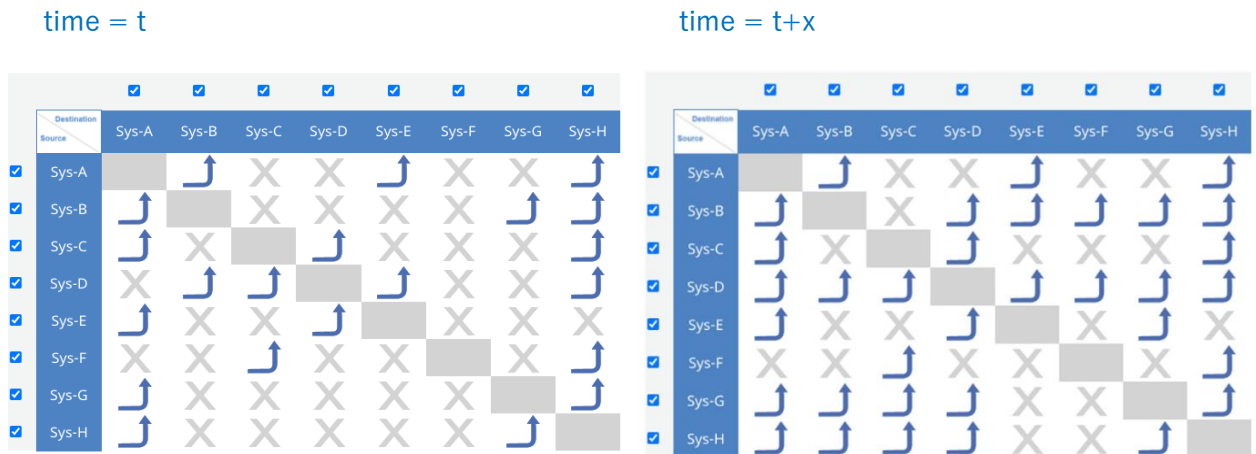 time = t
time = t+x
Destination
Source
Sys-A Sys-B Sys-C Sys-D Sys-E Sys-F Sys-G Sys-H
Sys-A
Sys-B
Sys-C
Sys-D
Sys-E
Sys-F
Sys-G
Sys-H
Destination
Source
Sys-A Sys-B Sys-C Sys-D Sys-E Sys-F Sys-G Sys-H
Sys-A
Sys-B
Sys-C
Sys-D
Sys-E
Sys-F
Sys-G
Sys-H